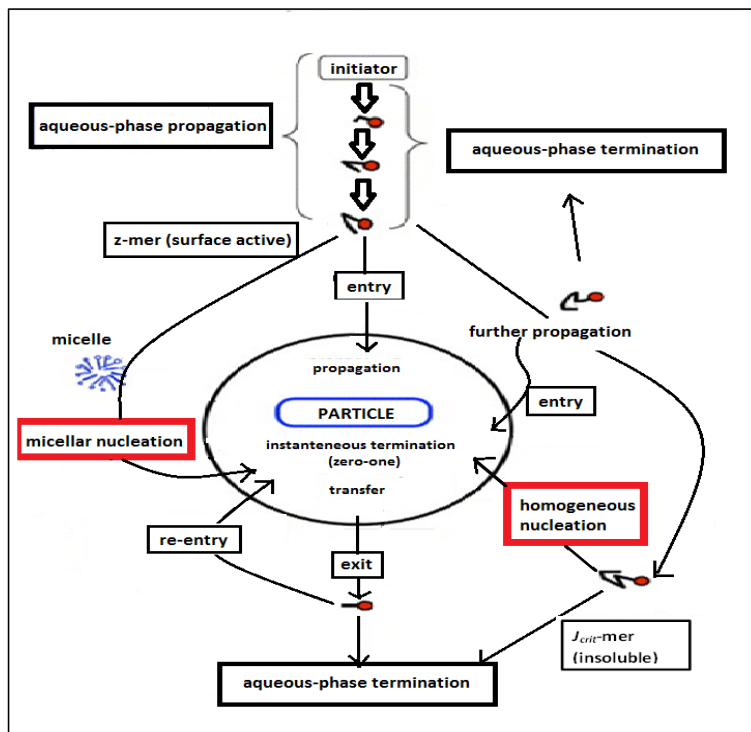 initiator
aqueous-phase propagation
aqueous-phase termination
z-mer (surface active)
entry
further propagation
micelle
propagation
entry
PARTICLE
micellar nucleation
instanteneous termination
(zero-one)
transfer
homogeneous
nucleation
re-entry
exit
Jcrit-mer
(insoluble)
aqueous-phase termination